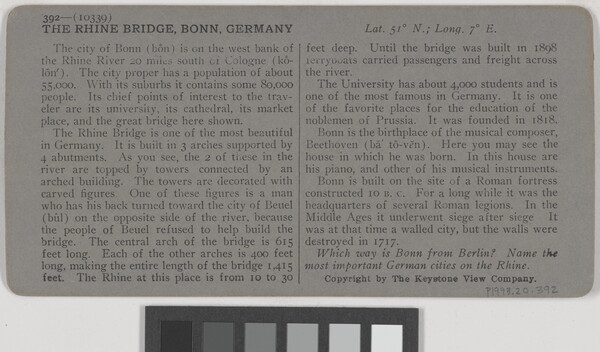 392—(10339)
THE RHINE BRIDGE, BONN, GERMANY
Lat. 51° N.; Long. 7° E.
The city of Bonn (bŏn) is on the west bank of
the Rhine River 20 miles south of Cologne (kō-
lōn'). The city proper has a population of about
55,000. With its suburbs it contains some 80,000
people. Its chief points of interest to the trav-
eler are its university, its cathedral, its market
place, and the great bridge here shown.
The Rhine Bridge is one of the most beautiful
in Germany. It is built in 3 arches supported by
4 abutments. As you see, the 2 of these in the
river are topped by towers connected by an
arched building. The towers are decorated with
carved figures. One of these figures is a man
who has his back turned toward the city of Beuel
(bül) on the opposite side of the river, because
the people of Beuel refused to help build the
bridge. The central arch of the bridge is 615
feet long. Each of the other arches is 400 feet
long, making the entire length of the bridge 1,415
feet. The Rhine at this place is from 10 to 30
feet deep. Until the bridge was built in 1898
ferryboats carried passengers and freight across
the river.
The University has about 4,000 students and is
one of the most famous in Germany. It is one
of the favorite places for the education of the
noblemen of Prussia. It was founded in 1818.
Bonn is the birthplace of the musical composer,
Beethoven (bā' tō-vĕn). Here you may see the
house in which he was born. In this house are
his piano, and other of his musical instruments.
Bonn is built on the site of a Roman fortress
constructed 10 B. C. For a long while it was the
headquarters of several Roman legions. In the
Middle Ages it underwent siege after siege It
was at that time a walled city, but the walls were
destroyed in 1717.
Which way is Bonn from Berlin? Name the
most important German cities on the Rhine.
Copyright by The Keystone View Company.
P1993.20.392